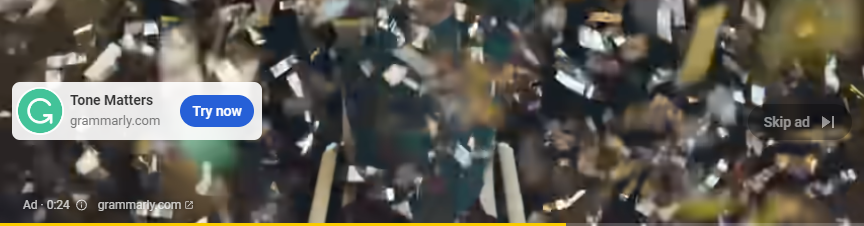 Tone Matters
grammarly.com
Try now
Skip ad
Ad · 0:24 grammarly.com